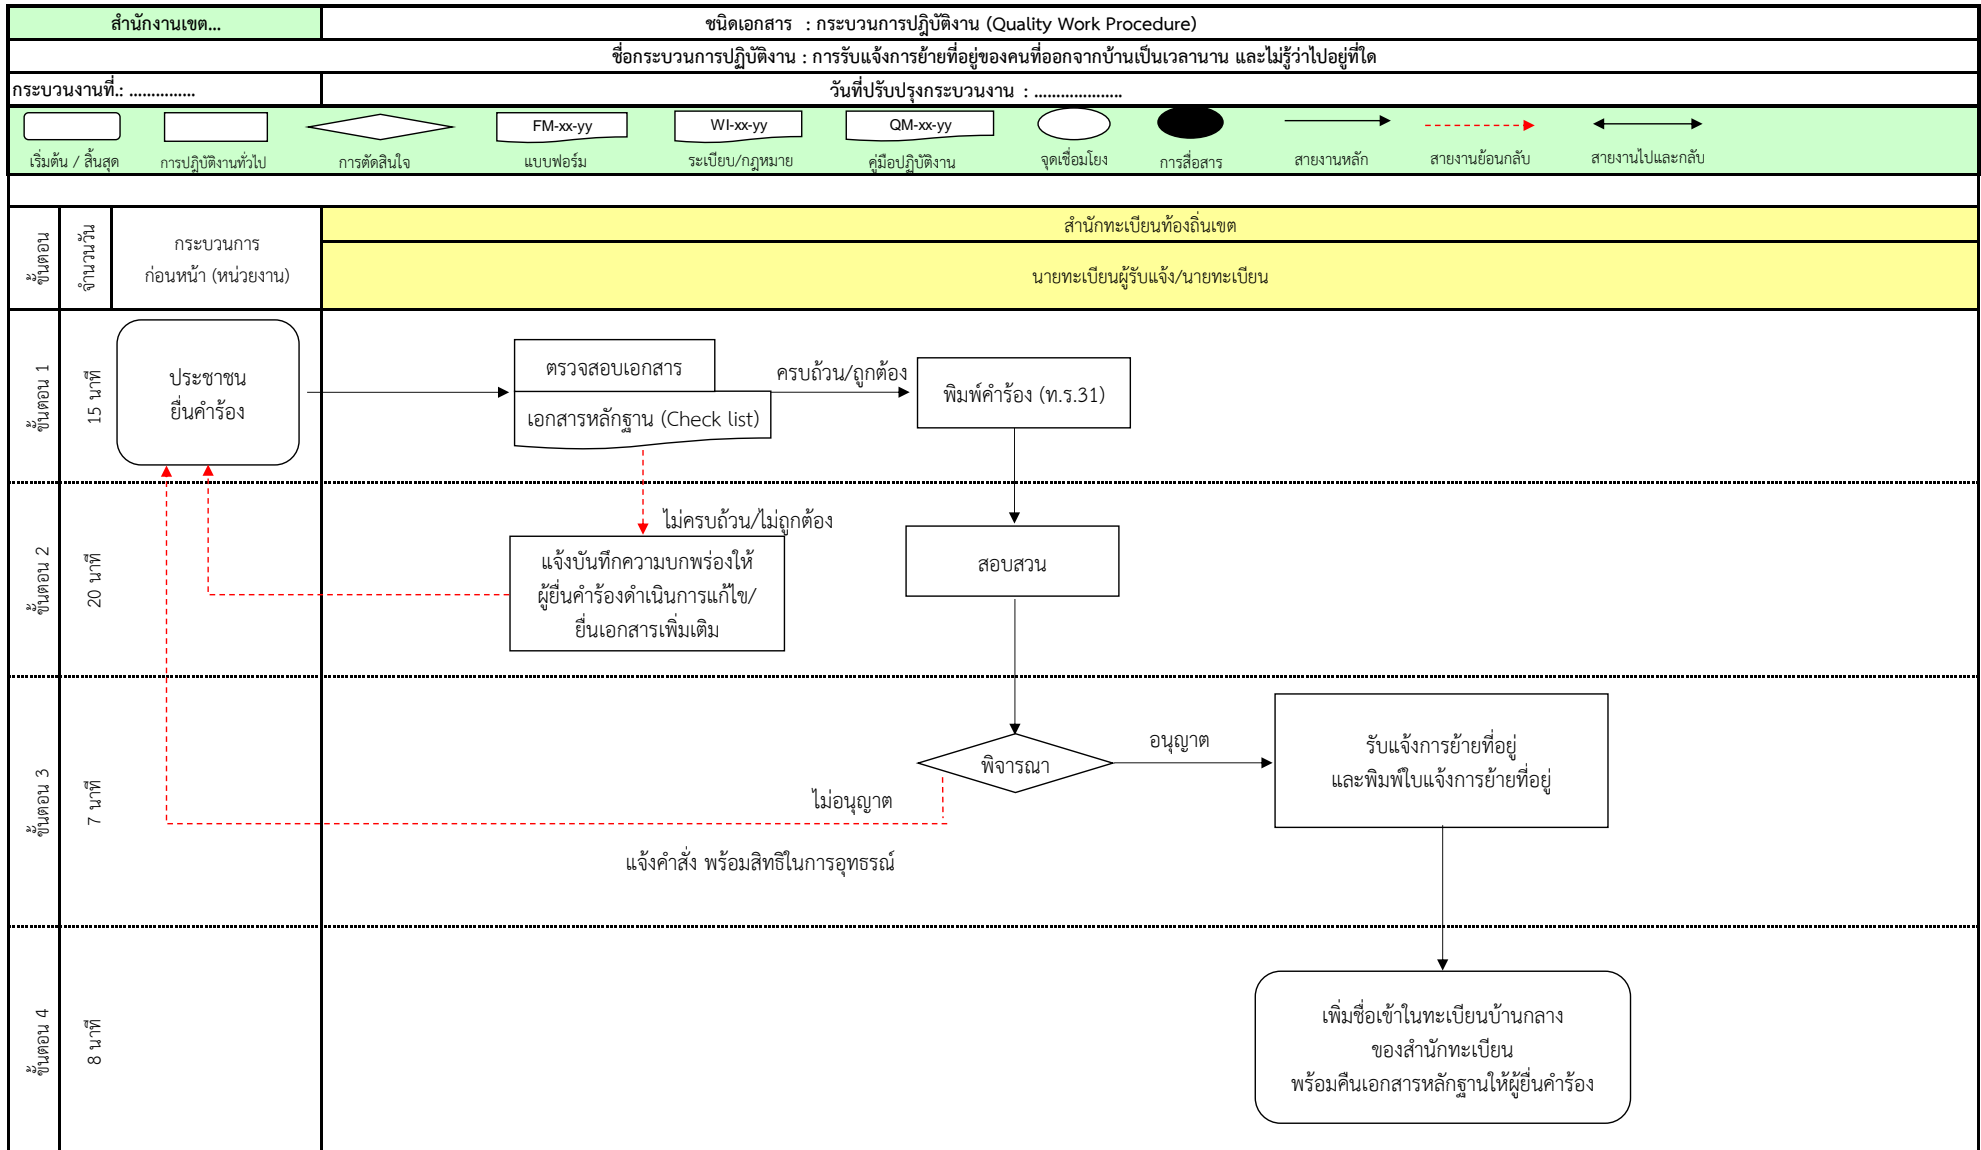 สำนักงานเขต...
ชนิดเอกสาร : กระบวนการปฎิบัติงาน (Quality Work Procedure)
ชื่อกระบวนการปฏิบัติงาน : การรับแจ้งการย้ายที่อยู่ของคนที่ออกจากบ้านเป็นเวลานาน และไม่รู้ว่าไปอยู่ที่ใด
กระบวนงานที่.: ...............
วันที่ปรับปรุงกระบวนงาน : ....................
FM-xx-yy
WI-xx-yy
QM-xx-yy
เริ่มต้น / สิ้นสุด
การปฎิบัติงานทั่วไป
การตัดสินใจ
แบบฟอร์ม
ระเบียบ/กฎหมาย
คู่มือปฏิบัติงาน
จุดเชื่อมโยง
การสื่อสาร
สายงานหลัก
สายงานย้อนกลับ
สายงานไปและกลับ
ขั้นตอน
จำนวนวัน
กระบวนการ
ก่อนหน้า (หน่วยงาน)
สำนักทะเบียนท้องถิ่นเขต
นายทะเบียนผู้รับแจ้ง/นายทะเบียน
ขั้นตอน 1
15 นาที
ประชาชน
ยื่นคำร้อง
ตรวจสอบเอกสาร
เอกสารหลักฐาน (Check list)
ครบถ้วน/ถูกต้อง
พิมพ์คำร้อง (ท.ร.31)
ขั้นตอน 2
20 นาที
ไม่ครบถ้วน/ไม่ถูกต้อง
แจ้งบันทึกความบกพร่องให้
ผู้ยื่นคำร้องดำเนินการแก้ไข/
ยื่นเอกสารเพิ่มเติม
สอบสวน
ขั้นตอน 3
7 นาที
พิจารณา
อนุญาต
ไม่อนุญาต
แจ้งคำสั่ง พร้อมสิทธิในการอุทธรณ์
รับแจ้งการย้ายที่อยู่
และพิมพ์ใบแจ้งการย้ายที่อยู่
ขั้นตอน 4
8 นาที
เพิ่มชื่อเข้าในทะเบียนบ้านกลาง
ของสำนักทะเบียน
พร้อมคืนเอกสารหลักฐานให้ผู้ยื่นคำร้อง